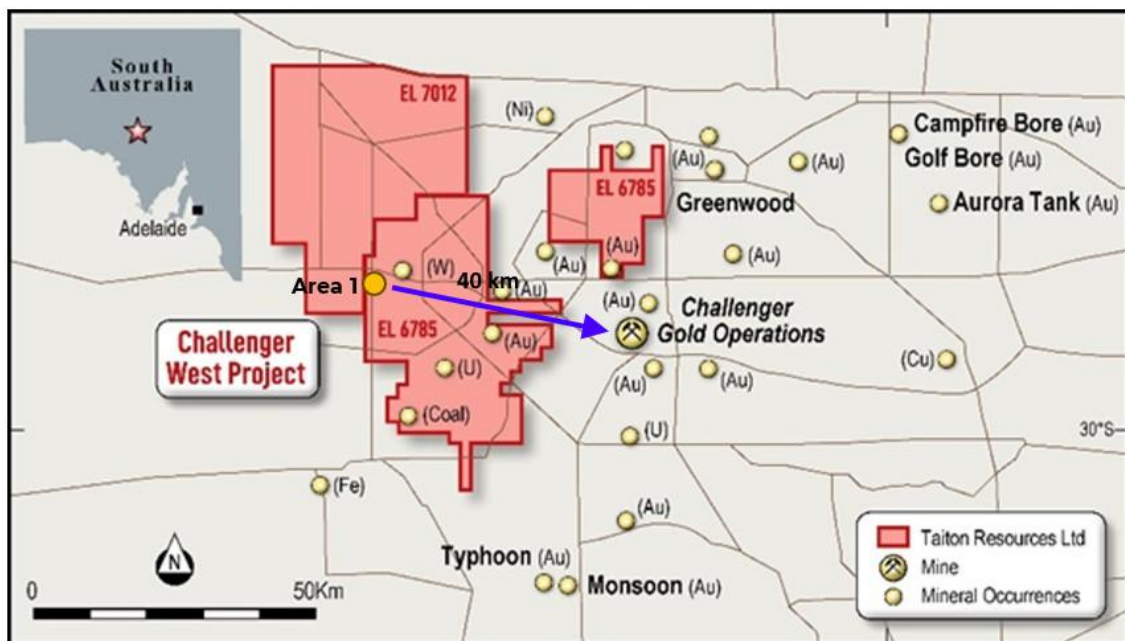 South
Australia
Adelaide
EL 7012
(Ni)
(Au)
(Au)
Campfire Bore (Au)
Golf Bore (Au)
EL 6785
Greenwood
Aurora Tank (Au)
(W)
(Au)
(Au)
(Au)
Area 1
40 km
(Au)
(Au)
EL 6785
Challenger
Gold Operations
Challenger
West Project
(Au)
(U)
(Au)
(Au)
(Cu)
(Coal)
(U)
30°S
(Fe)
(Au)
Typhoon (Au)
Monsoon (Au)
N
0
50Km
Taiton Resources Ltd
Mine
Mineral Occurrences